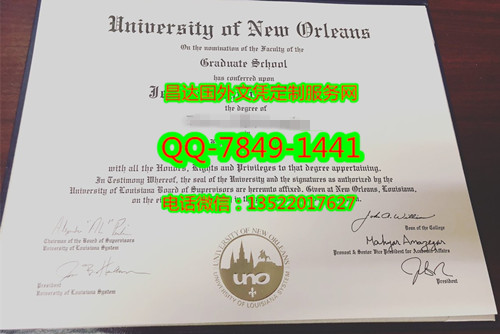 University of New Orleans
On the nomination of the Faculty of the
Graduate School
has conferred upon
昌达国外文凭定制服务网
the degree of
QQ-7849-1441
with all the Honors, Rights and Privileges to that degree appertaining.
In Testimony Whereof, the seal of the University and the signatures as authorized by the
University of Louisiana Board of Supervisors are hereunto affixed. Given at New Orleans, Louisiana,
on the
电话微信：13522017627
Chairman of the Board of Supervisors
University of Louisiana System
Dean of the College
Provost & Senior Vice President for Academic Affairs
President
University of Louisiana System
President
UNIVERSITY OF NEW ORLEANS
uno
UNIVERSITY OF LOUISIANA SYSTEM